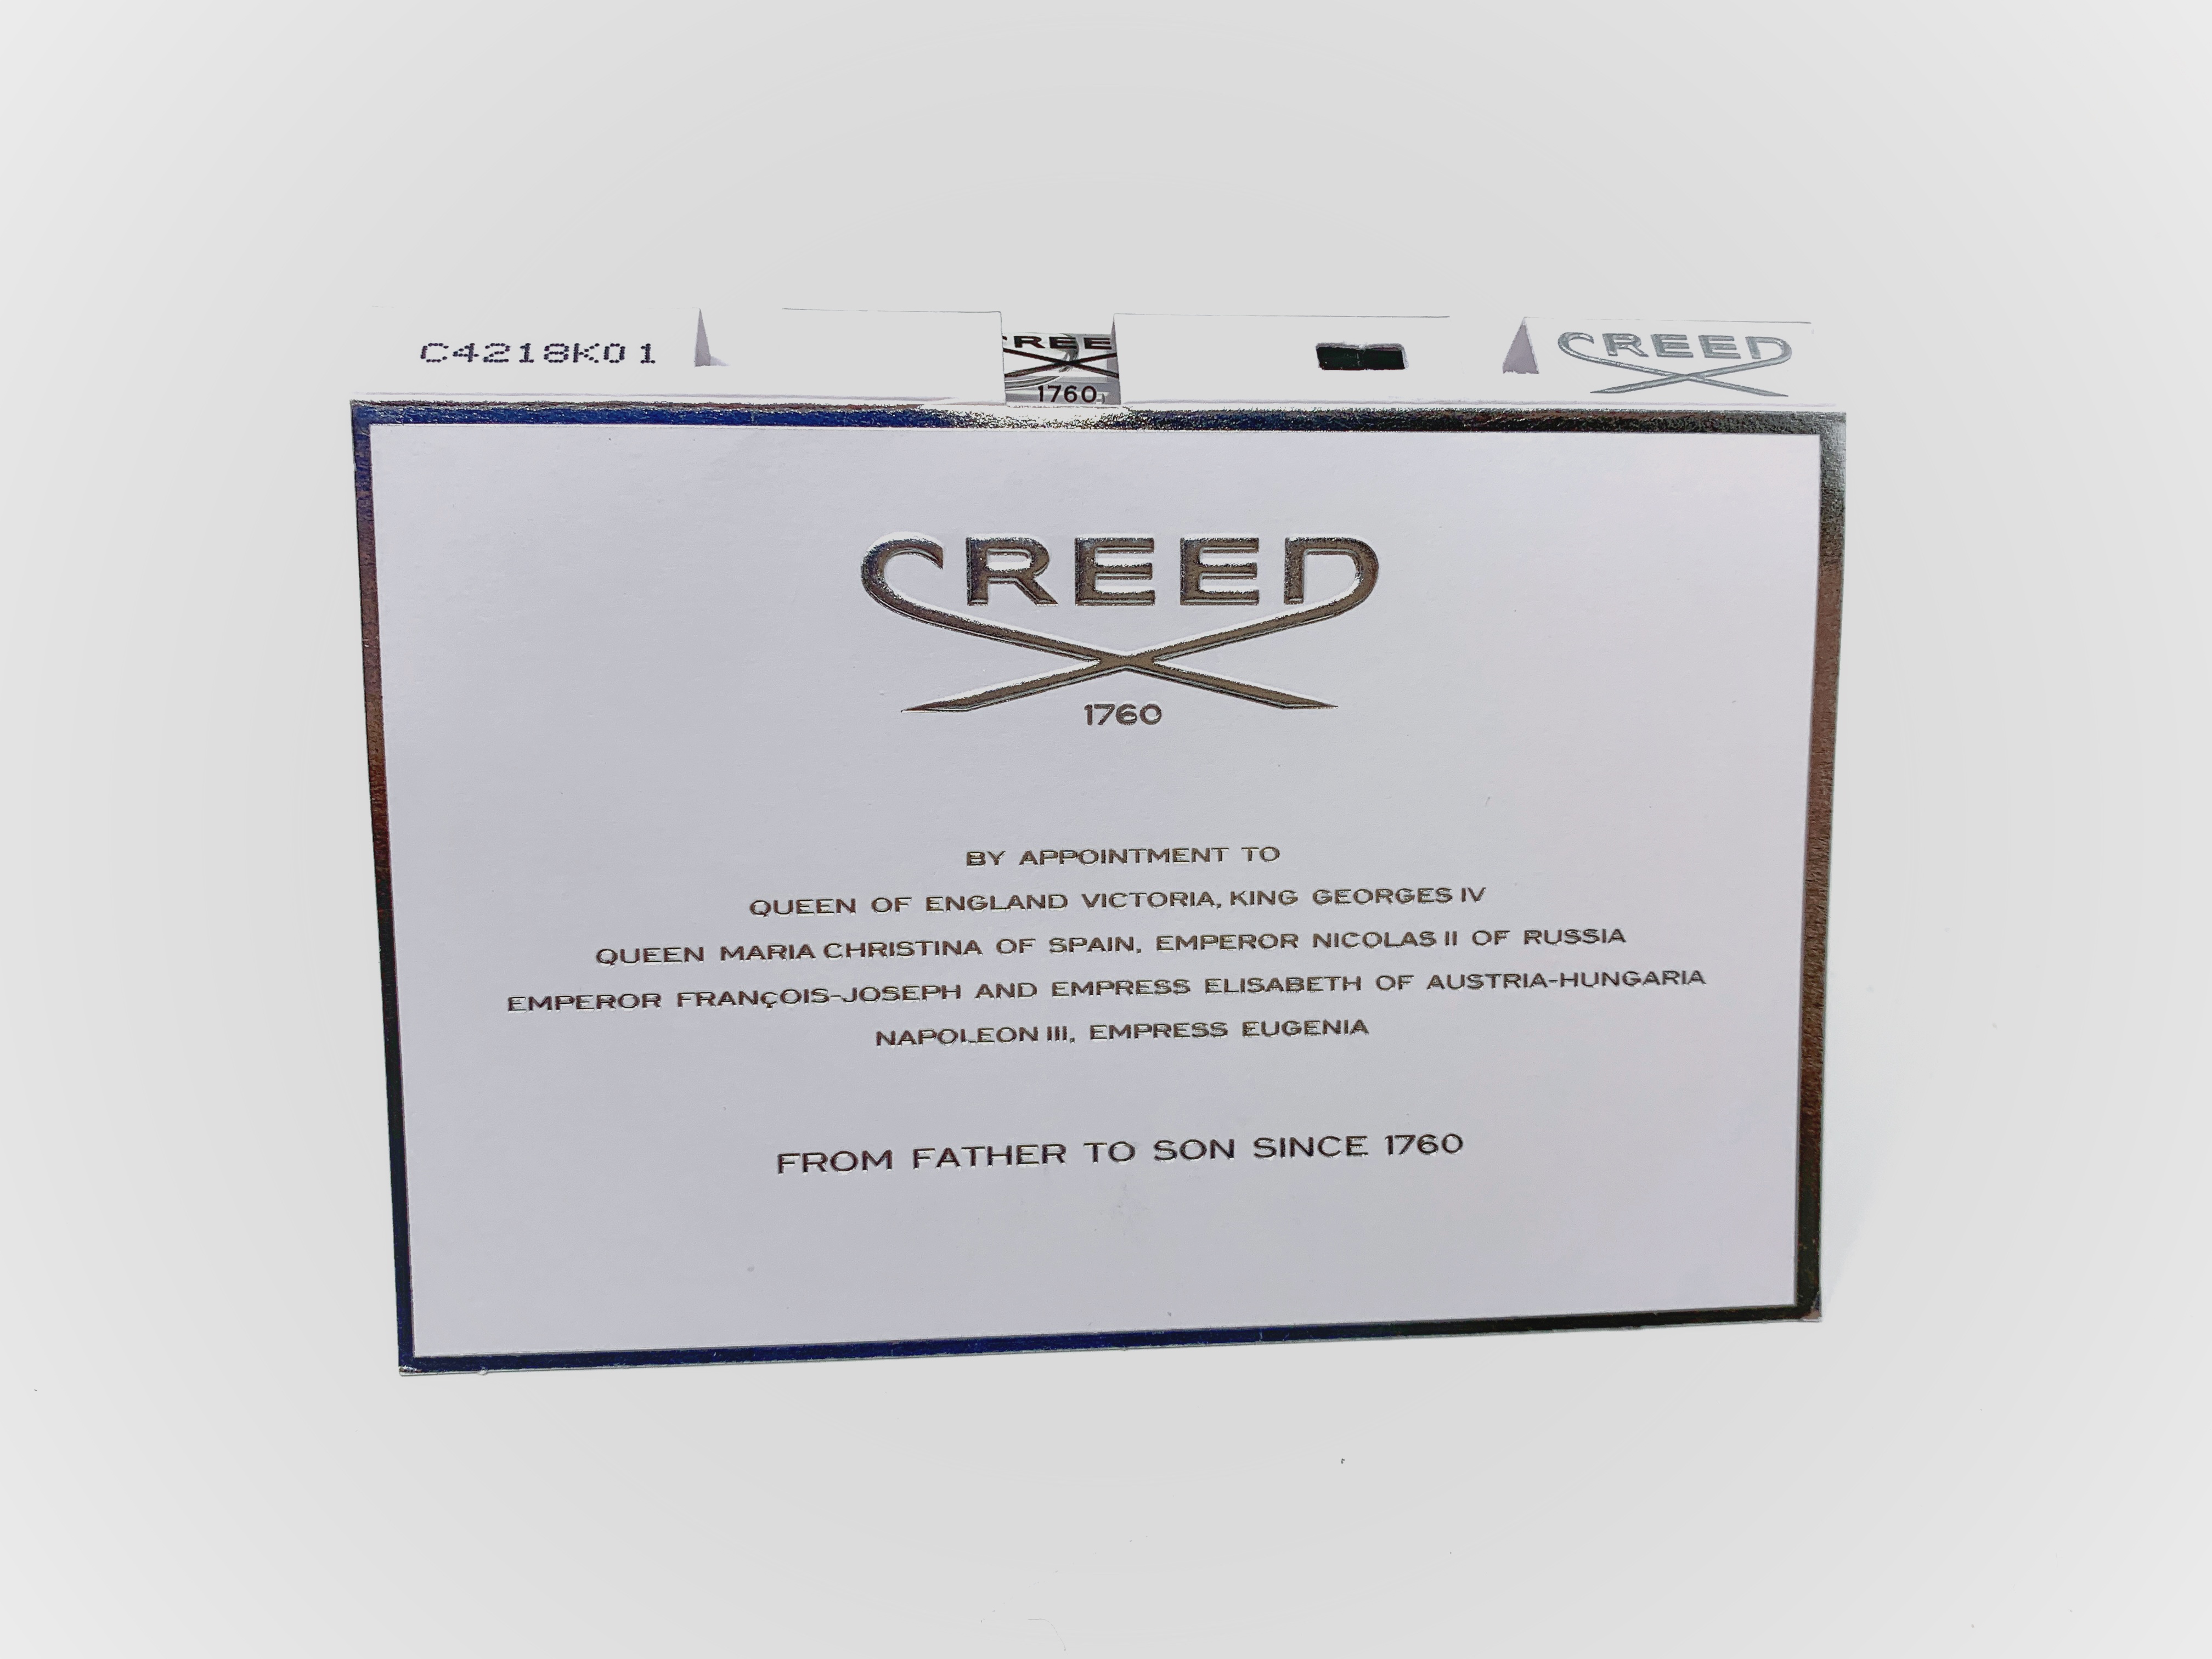 C4218K01
CREED
1760
CREED
CREED
1760
BY APPOINTMENT TO
QUEEN OF ENGLAND VICTORIA, KING GEORGES IV
QUEEN MARIA CHRISTINA OF SPAIN, EMPEROR NICOLAS II OF RUSSIA
EMPEROR FRANÇOIS-JOSEPH AND EMPRESS ELISABETH OF AUSTRIA-HUNGARIA
NAPOLEON III, EMPRESS EUGENIA
FROM FATHER TO SON SINCE 1760